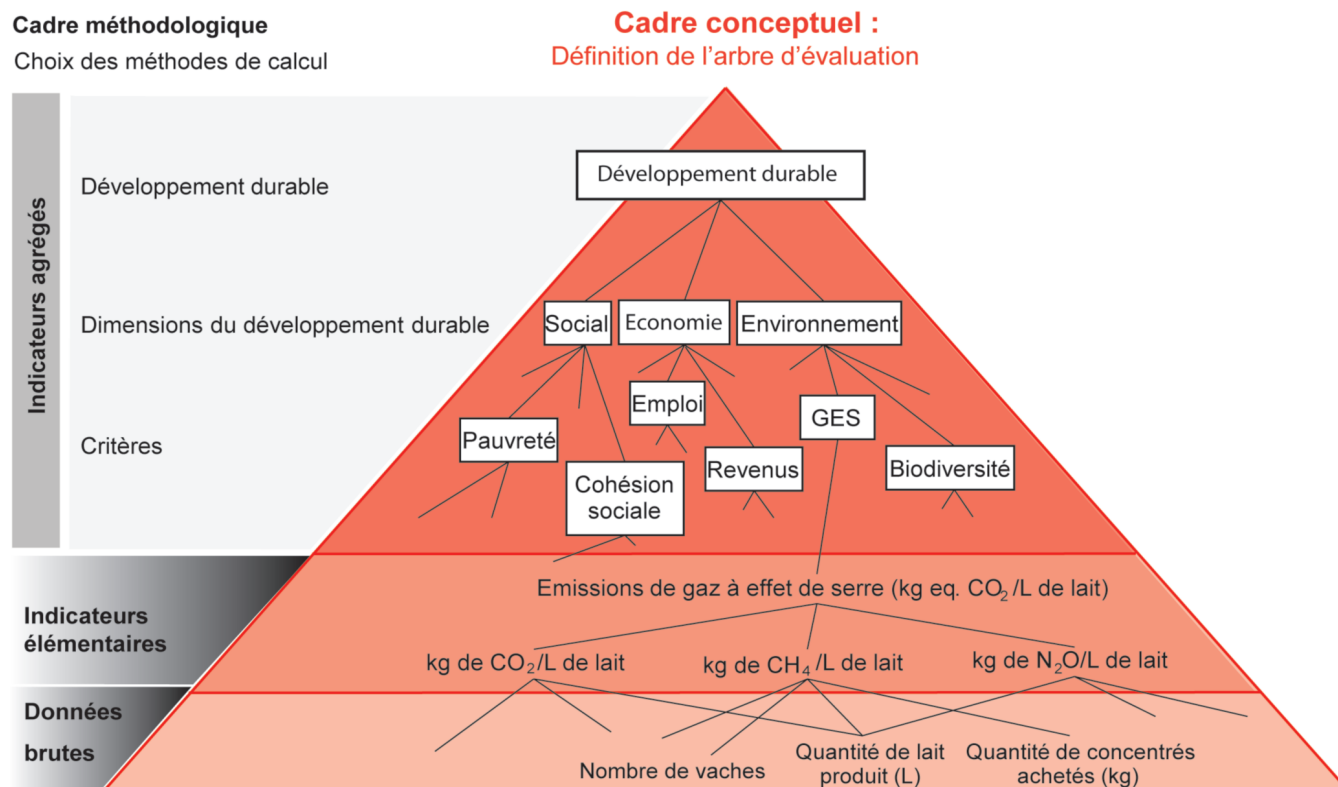 Cadre méthodologique
Choix des méthodes de calcul
Cadre conceptuel :
Définition de l'arbre d'évaluation
Indicateurs agrégés
Développement durable
Développement durable
Dimensions du développement durable
Social
Economie
Environnement
Critères
Pauvreté
Emploi
GES
Cohésion
sociale
Revenus
Biodiversité
Indicateurs
élémentaires
Emissions de gaz à effet de serre (kg eq. CO₂/L de lait)
kg de CO₂/L de lait
kg de CH₄/L de lait
kg de N₂O/L de lait
Données
brutes
Nombre de vaches
Quantité de lait
produit (L)
Quantité de concentrés
achetés (kg)